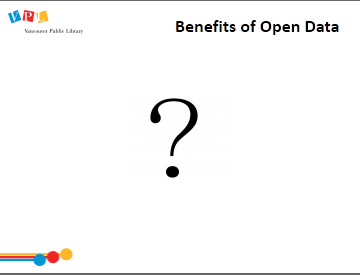 VPL
Vancouver Public Library
Benefits of Open Data
?